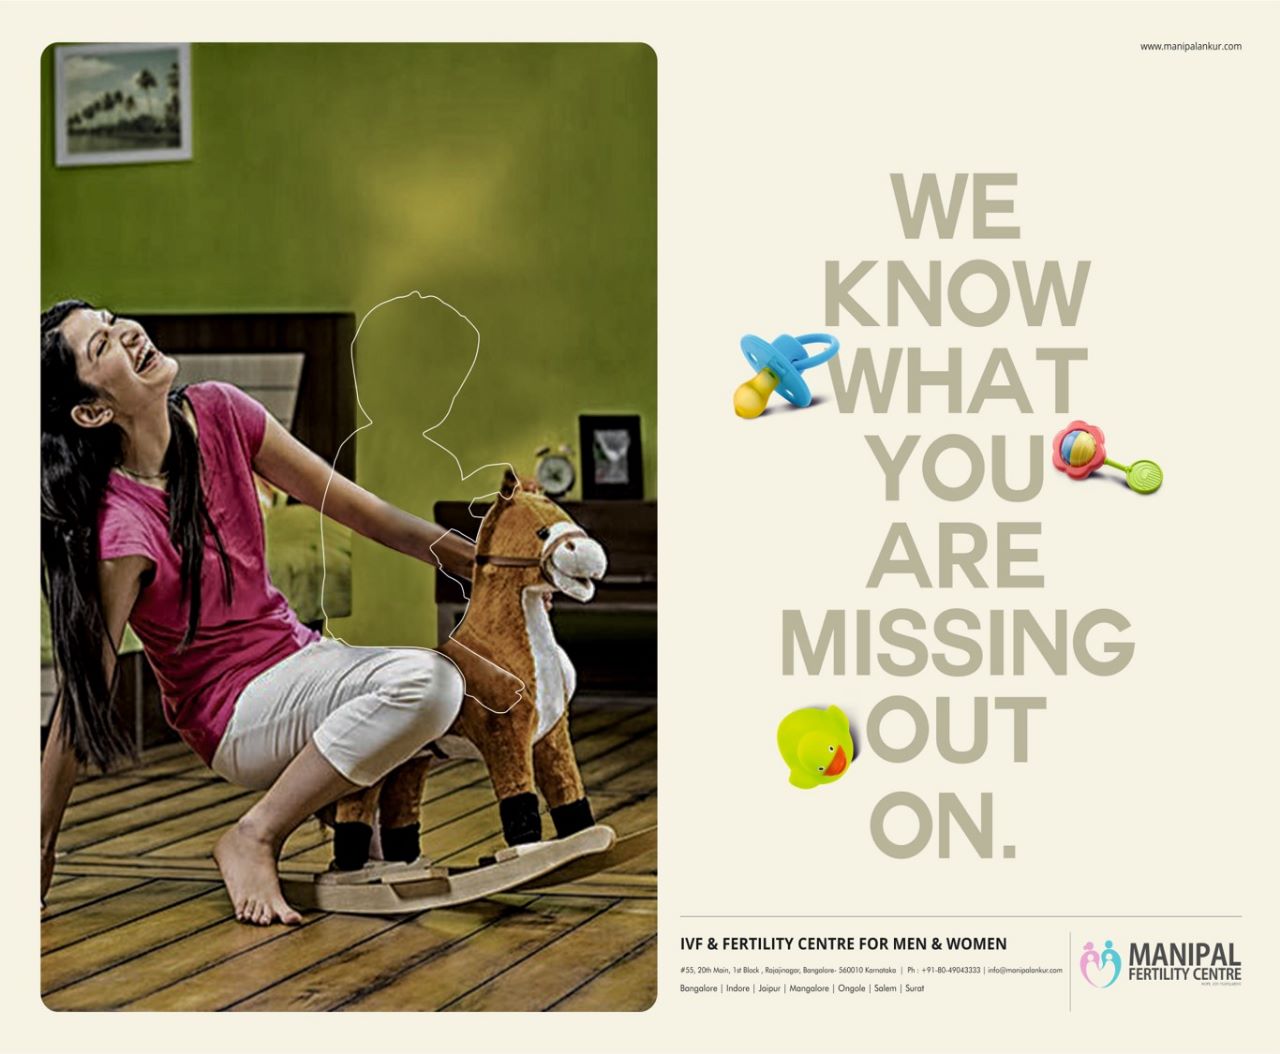 www.manipalankur.com
WE
KNOW
WHAT
YOU
ARE
MISSING
OUT
ON.
IVF & FERTILITY CENTRE FOR MEN & WOMEN
#55, 20th Main, 1st Block , Rajajinagar, Bangalore- 560010 Karnataka | Ph : +91-80-49043333 | info@manipalankur.com
Bangalore | Indore | Jaipur | Mangalore | Ongole | Salem | Surat
MANIPAL
FERTILITY CENTRE